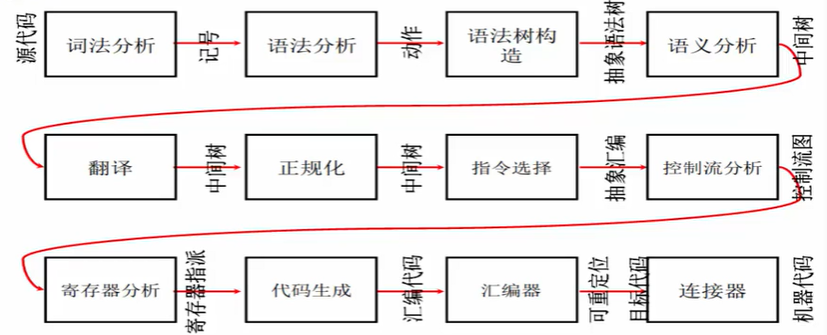 源代码
词法分析
记号
语法分析
动作
语法树构
造
抽象语法树
语义分析
中间树
翻译
中间树
正规化
中间树
指令选择
抽象汇编
控制流分析
控制流图
寄存器分析
寄存器指派
代码生成
汇编代码
汇编器
可重定位
目标代码
连接器
机器代码